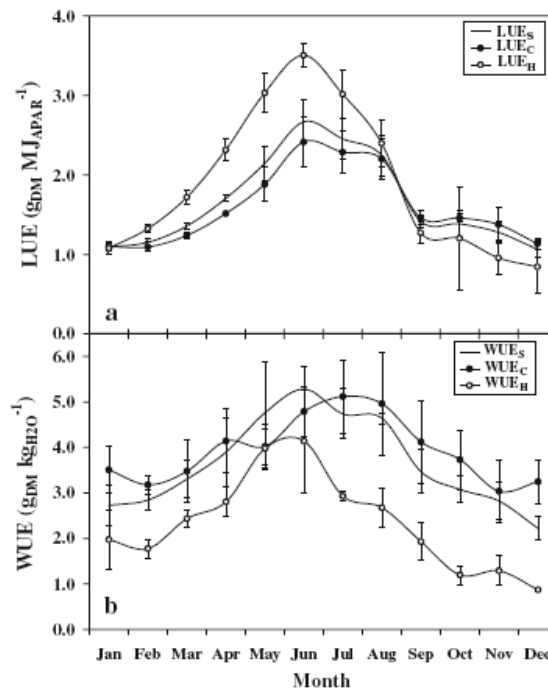 4.0
3.0
2.0
1.0
0.0
LUE (gDM MJAPAR⁻¹)
LUES
LUEC
LUEH
a
6.0
5.0
4.0
3.0
2.0
1.0
0.0
WUE (gDM kgH2O⁻¹)
WUES
WUEC
WUEH
b
Jan Feb Mar Apr May Jun Jul Aug Sep Oct Nov Dec
Month